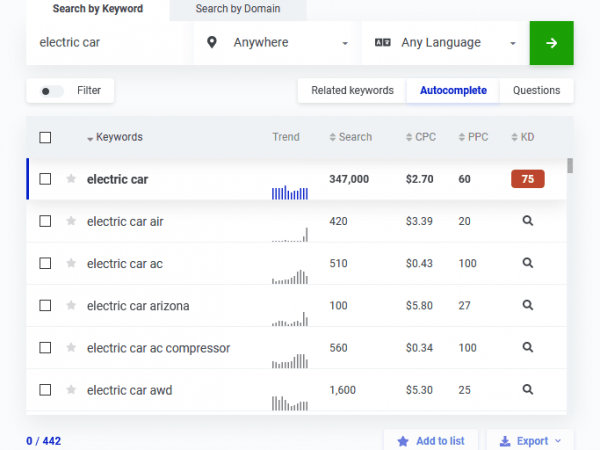 Search by Keyword Search by Domain
electric car Anywhere Any Language
Filter Related keywords Autocomplete Questions
Keywords Trend Search CPC PPC KD
electric car 347,000 $2.70 60 75
electric car air 420 $3.39 20
electric car ac 510 $0.43 100
electric car arizona 100 $5.80 27
electric car ac compressor 560 $0.34 100
electric car awd 1,600 $5.30 25
0 / 442 Add to list Export